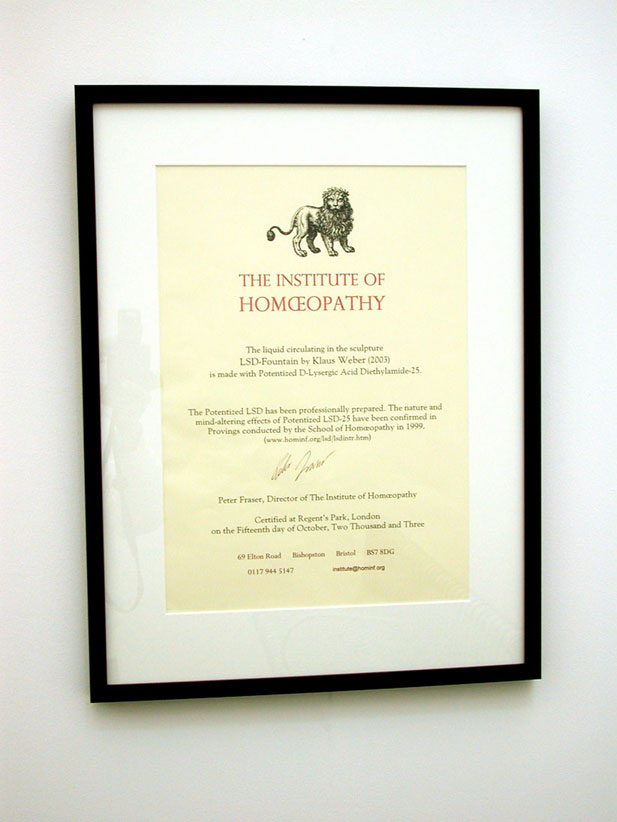 THE INSTITUTE OF
HOMŒOPATHY
The liquid circulating in the sculpture
LSD-Fountain by Klaus Weber (2003)
is made with Potentized D-Lysergic Acid Diethylamide-25.
The Potentized LSD has been professionally prepared. The nature and
mind-altering effects of Potentized LSD-25 have been confirmed in
Provings conducted by the School of Homœopathy in 1999.
(www.hominf.org/lsd/lsdintr.htm)
Peter Fraser
Peter Fraser, Director of The Institute of Homœopathy
Certified at Regent's Park, London
on the Fifteenth day of October, Two Thousand and Three
69 Elton Road Bishopston Bristol BS7 8DG
0117 944 5147 institute@hominf.org